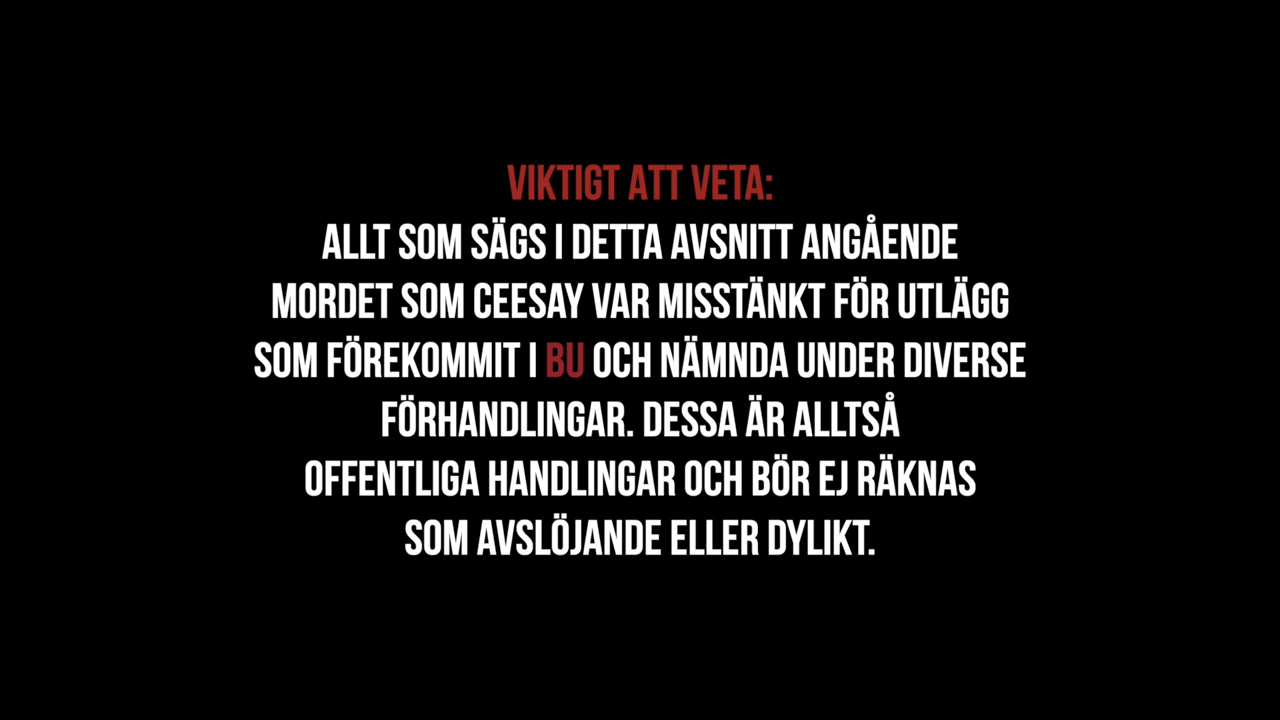 VIKTIGT ATT VETA:
ALLT SOM SÄGS I DETTA AVSNITT ANGÅENDE
MORDET SOM CEESAY VAR MISSTÄNKT FÖR UTLÄGG
SOM FÖREKOMMIT I BU OCH NÄMNDA UNDER DIVERSE
FÖRHANDLINGAR. DESSA ÄR ALLTSÅ
OFFENTLIGA HANDLINGAR OCH BÖR EJ RÄKNAS
SOM AVSLÖJANDE ELLER DYLIKT.